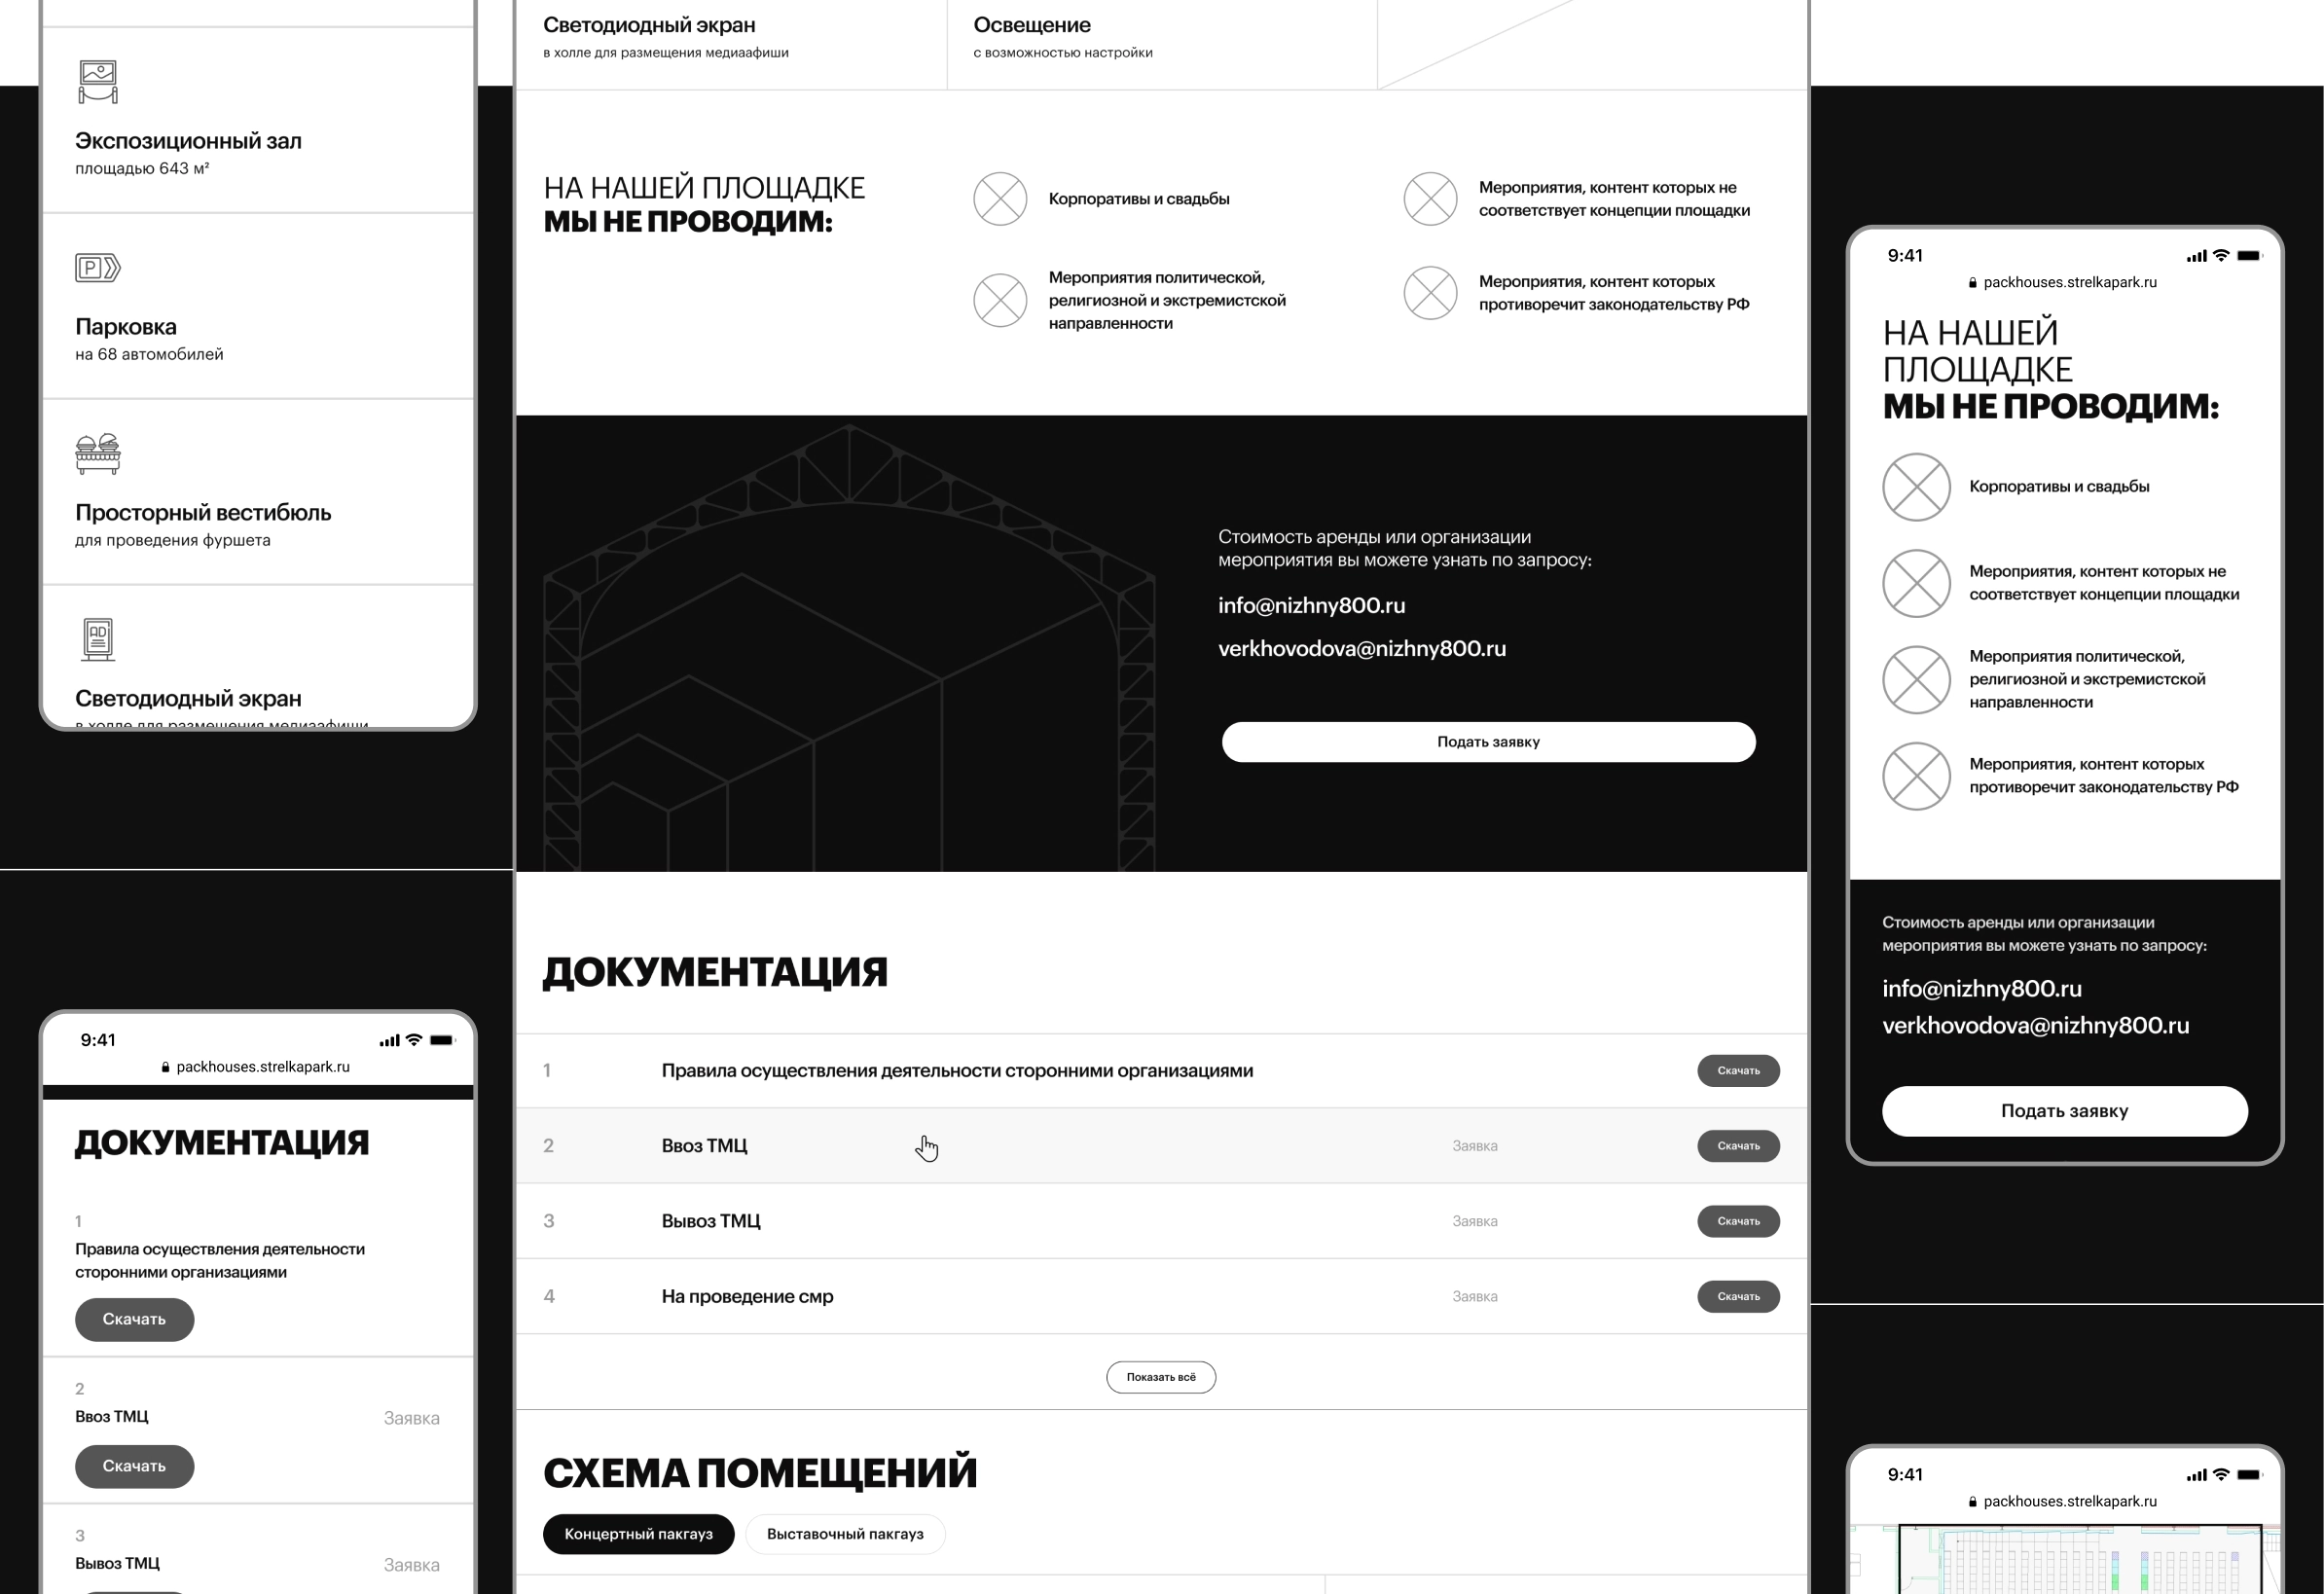 Экспозиционный зал
площадью 643 м²
Парковка
на 68 автомобилей
Просторный вестибюль
для проведения фуршета
AD
Светодиодный экран
в холле для размещения медиаафиши
9:41
packhouses.strelkapark.ru
ДОКУМЕНТАЦИЯ
1
Правила осуществления деятельности
сторонними организациями
Скачать
2
Ввоз ТМЦ
Заявка
Скачать
3
Вывоз ТМЦ
Заявка
Светодиодный экран
в холле для размещения медиаафиши
Освещение
с возможностью настройки
НА НАШЕЙ ПЛОЩАДКЕ
МЫ НЕ ПРОВОДИМ:
Корпоративы и свадьбы
Мероприятия, контент которых не
соответствует концепции площадки
Мероприятия политической,
религиозной и экстремистской
направленности
Мероприятия, контент которых
противоречит законодательству РФ
Стоимость аренды или организации
мероприятия вы можете узнать по запросу:
info@nizhny800.ru
verkhovodova@nizhny800.ru
Подать заявку
ДОКУМЕНТАЦИЯ
1 Правила осуществления деятельности сторонними организациями Скачать
2 Ввоз ТМЦ Заявка Скачать
3 Вывоз ТМЦ Заявка Скачать
4 На проведение смр Заявка Скачать
Показать всё
СХЕМА ПОМЕЩЕНИЙ
Концертный пакгауз Выставочный пакгауз
9:41
packhouses.strelkapark.ru
НА НАШЕЙ
ПЛОЩАДКЕ
МЫ НЕ ПРОВОДИМ:
Корпоративы и свадьбы
Мероприятия, контент которых не
соответствует концепции площадки
Мероприятия политической,
религиозной и экстремистской
направленности
Мероприятия, контент которых
противоречит законодательству РФ
Стоимость аренды или организации
мероприятия вы можете узнать по запросу:
info@nizhny800.ru
verkhovodova@nizhny800.ru
Подать заявку
9:41
packhouses.strelkapark.ru